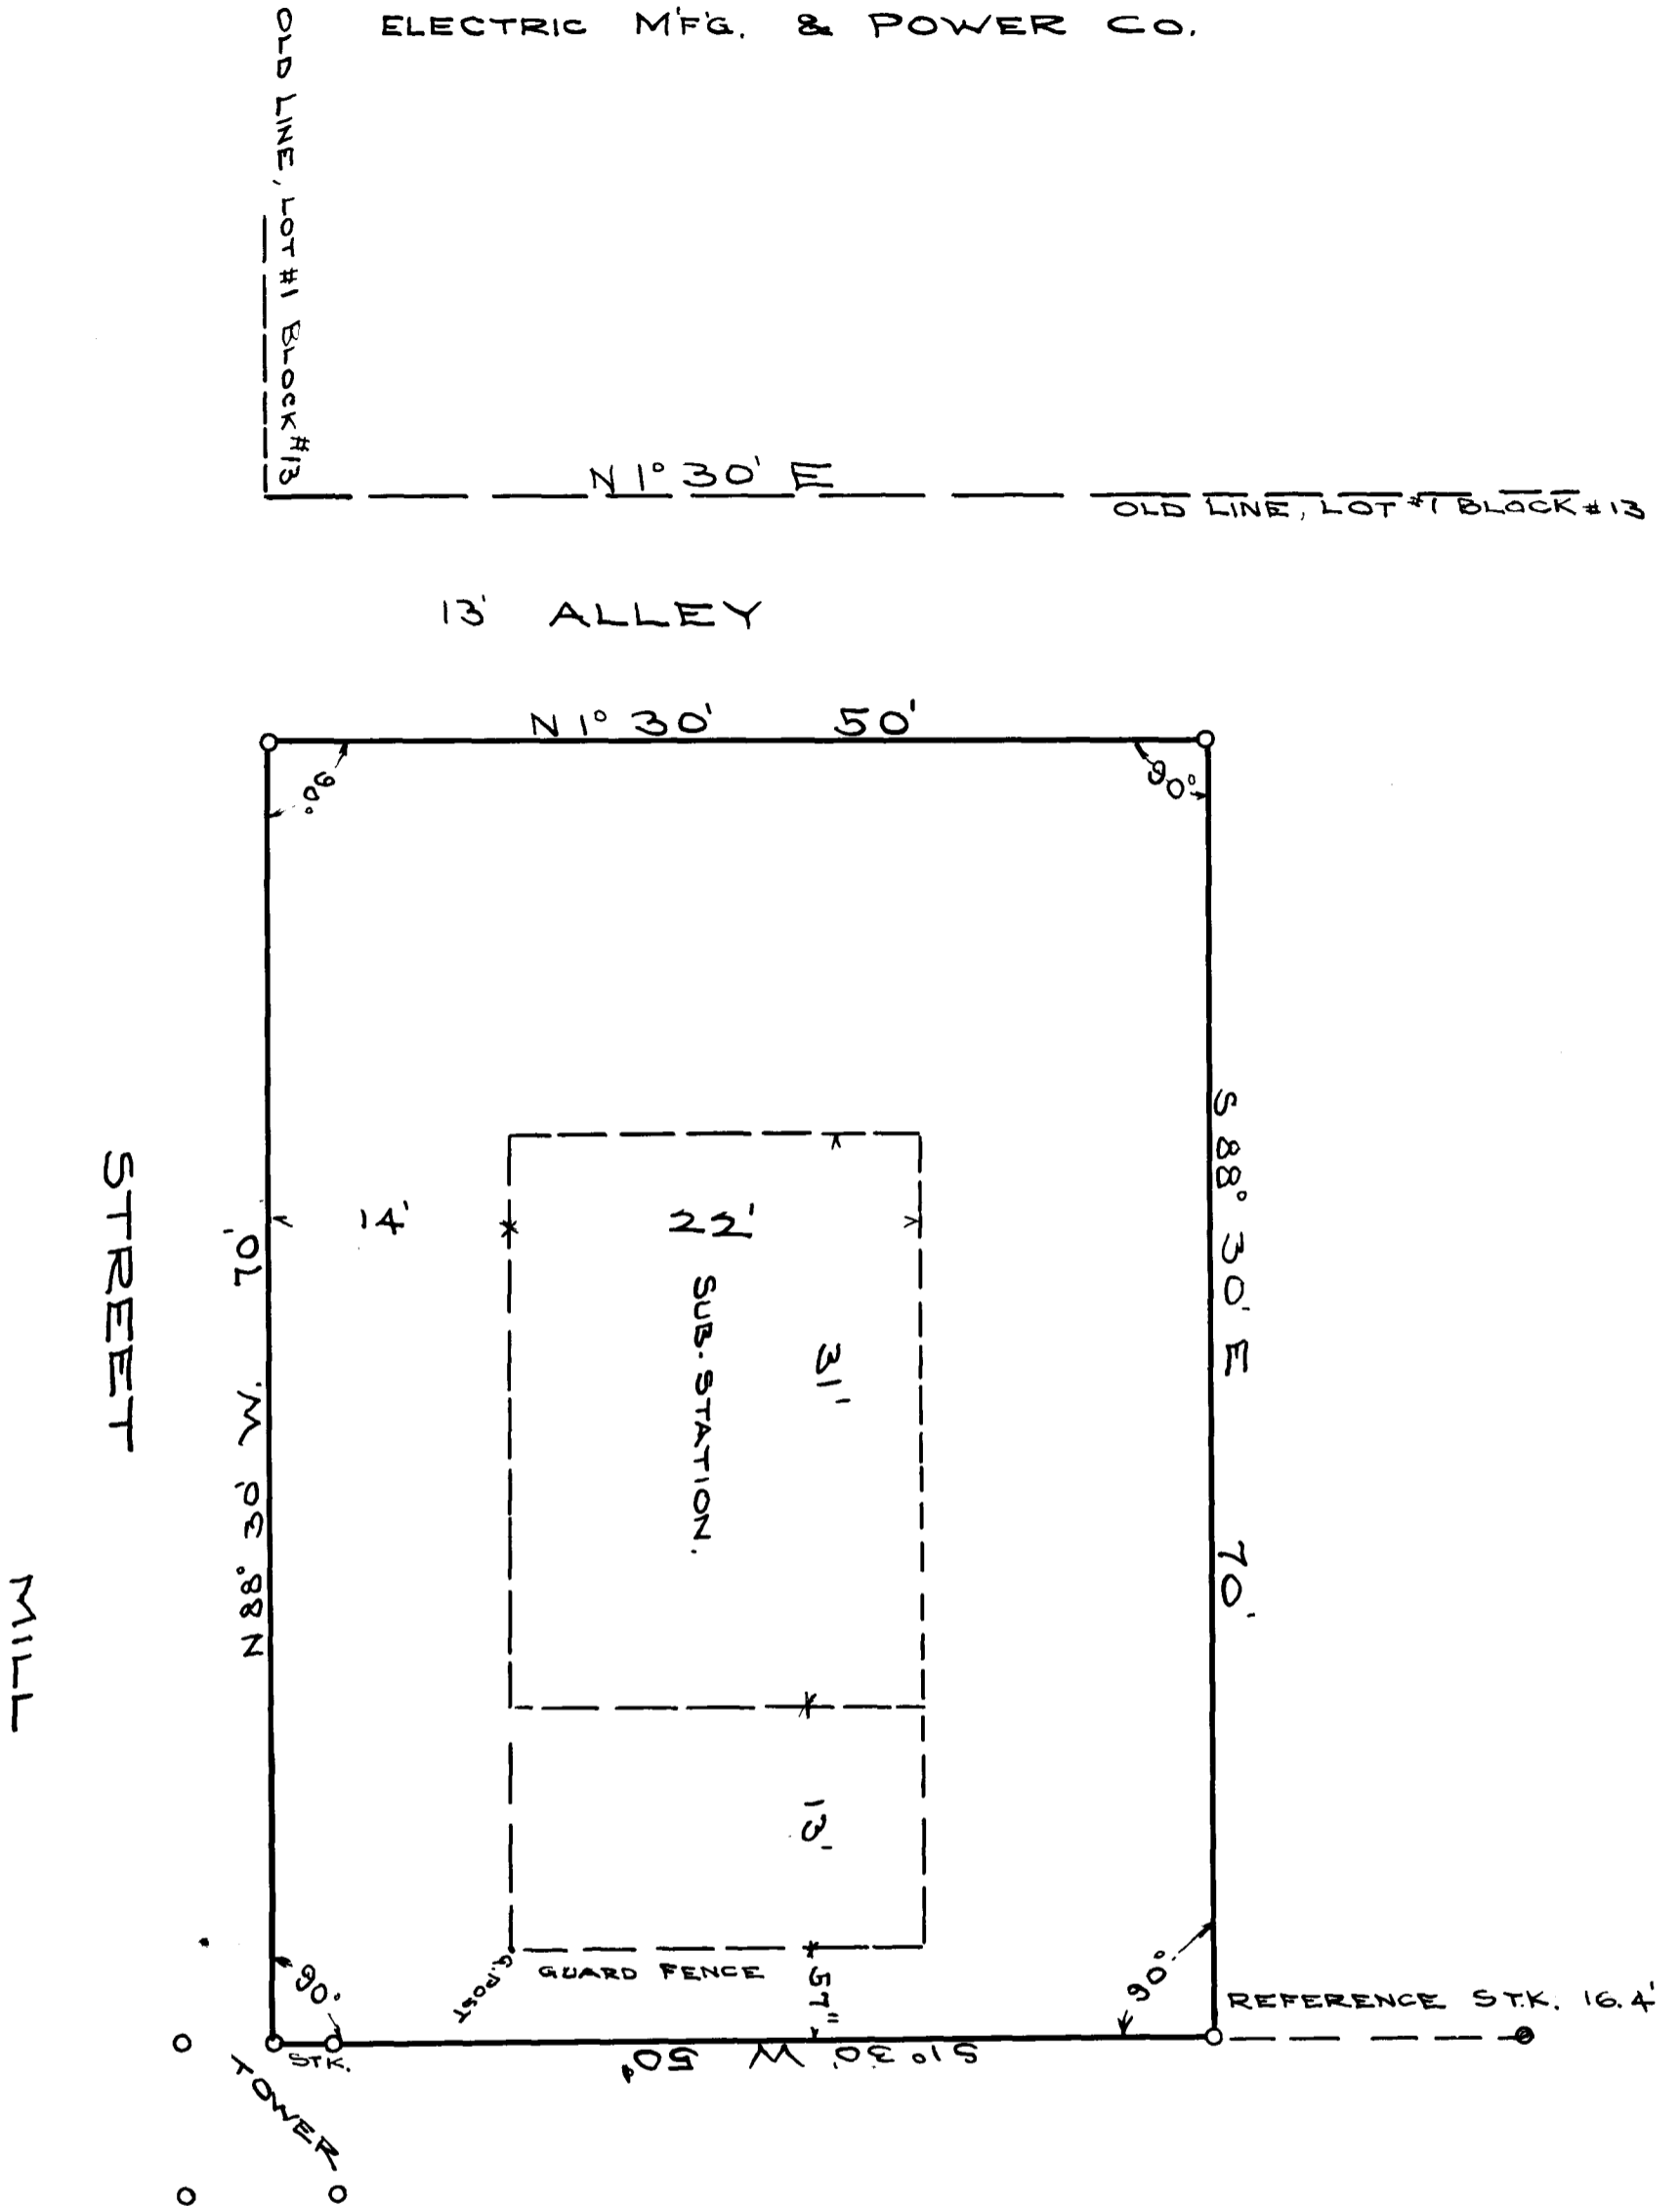 ELECTRIC M'F'G. & POWER CO.
OLD LINE, LOT #1 BLOCK #13
N 1° 30' E
OLD LINE, LOT #1 BLOCK #13
13' ALLEY
N 1° 30' 50'
90°
90°
S 88° 30' E 70'
14'
22'
SUB-STATION.
31'
N 88° 30' W. 70'
STREET
MILL
13'
90°
90°
G. POST
GUARD FENCE
57"
REFERENCE STK. 16.4'
STK.
S 1° 30' W 50'
TOWER